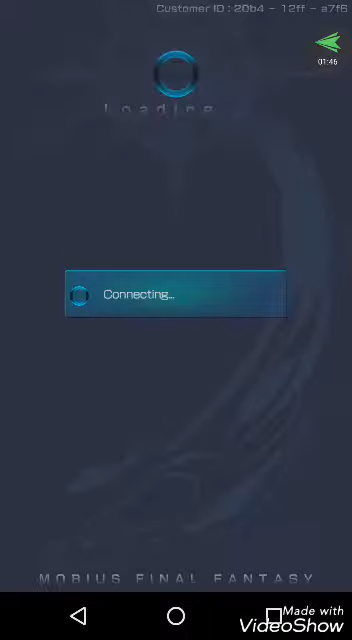 Customer ID : 20b4 - 12ff - a7f6
01:46
Loading
Connecting...
MOBIUS FINAL FANTASY
Made with
VideoShow